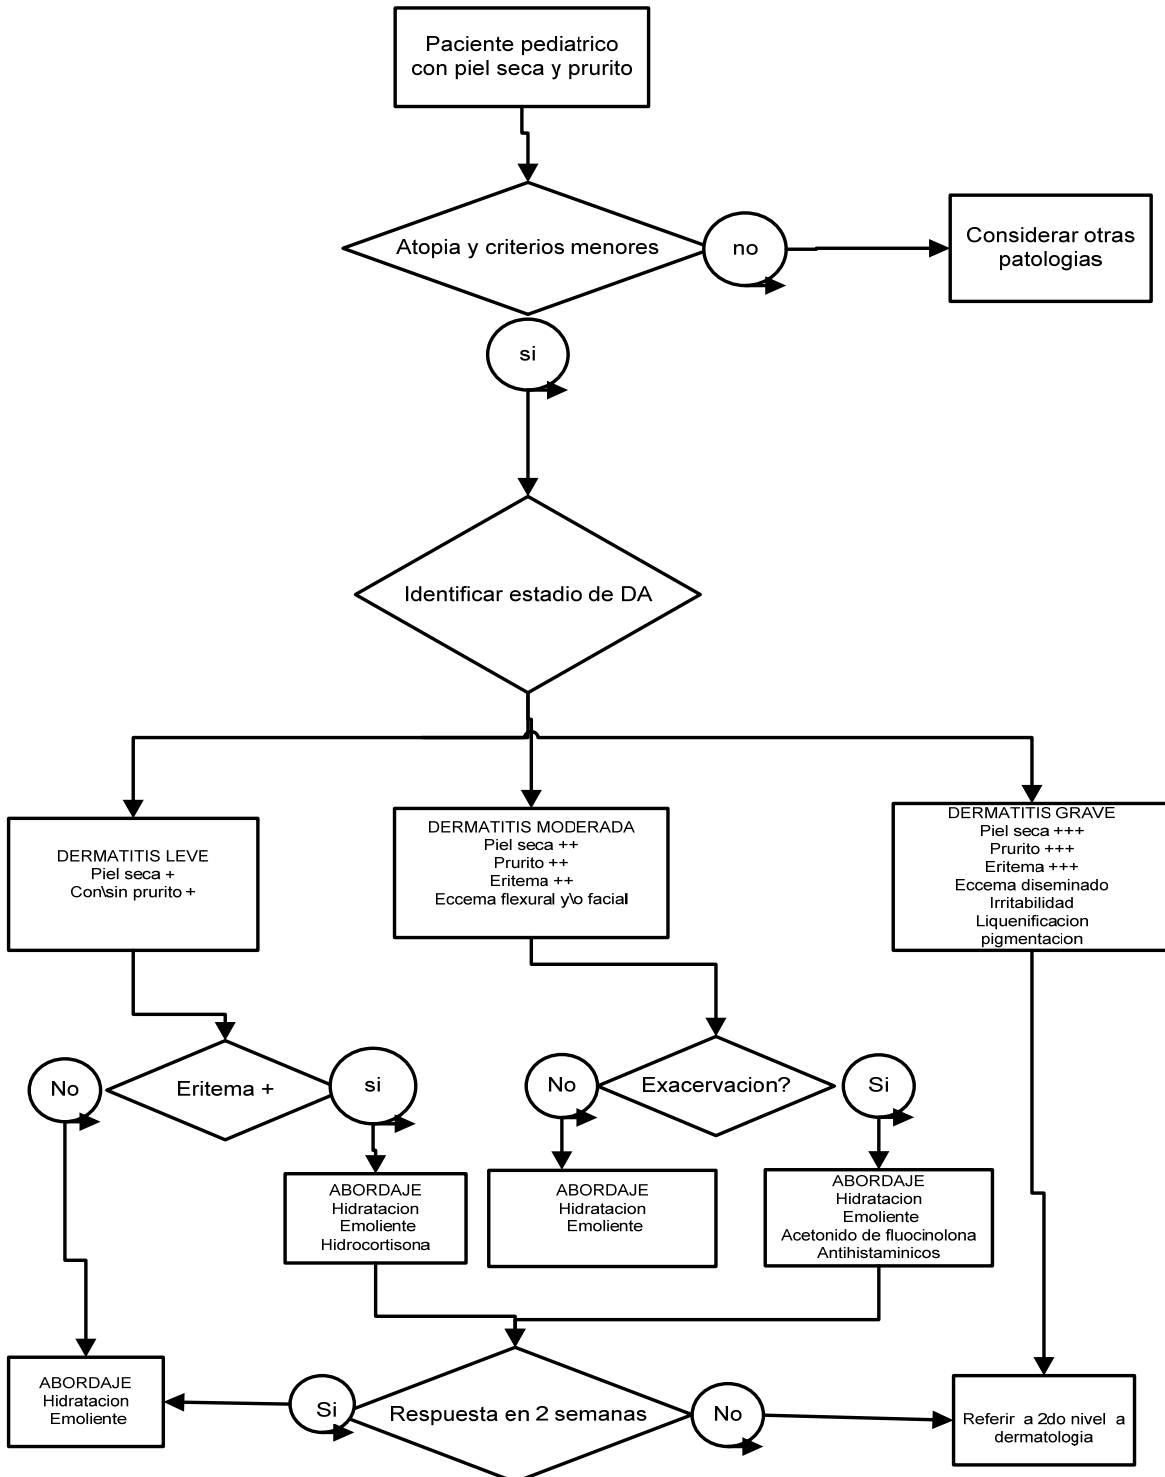 Paciente pediatrico
con piel seca y prurito
Atopia y criterios menores
no
Considerar otras
patologias
si
Identificar estadio de DA
DERMATITIS LEVE
Piel seca +
Con\sin prurito +
DERMATITIS MODERADA
Piel seca ++
Prurito ++
Eritema ++
Eccema flexural y\o facial
DERMATITIS GRAVE
Piel seca +++
Prurito +++
Eritema +++
Eccema diseminado
Irritabilidad
Liquenificacion
pigmentacion
No
Eritema +
si
No
Exacervacion?
Si
ABORDAJE
Hidratacion
Emoliente
Hidrocortisona
ABORDAJE
Hidratacion
Emoliente
ABORDAJE
Hidratacion
Emoliente
Acetonido de fluocinolona
Antihistaminicos
ABORDAJE
Hidratacion
Emoliente
Si
Respuesta en 2 semanas
No
Referir a 2do nivel a
dermatologia